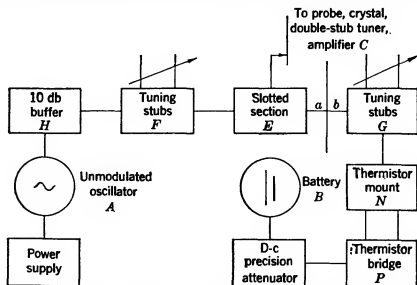 To probe, crystal,
double-stub tuner,
amplifier C
10 db
buffer
H
Tuning
stubs
F
Slotted
section
E
a b
Tuning
stubs
G
Unmodulated
oscillator
A
Battery
B
Thermistor
mount
N
Power
supply
D-c
precision
attenuator
Thermistor
bridge
P